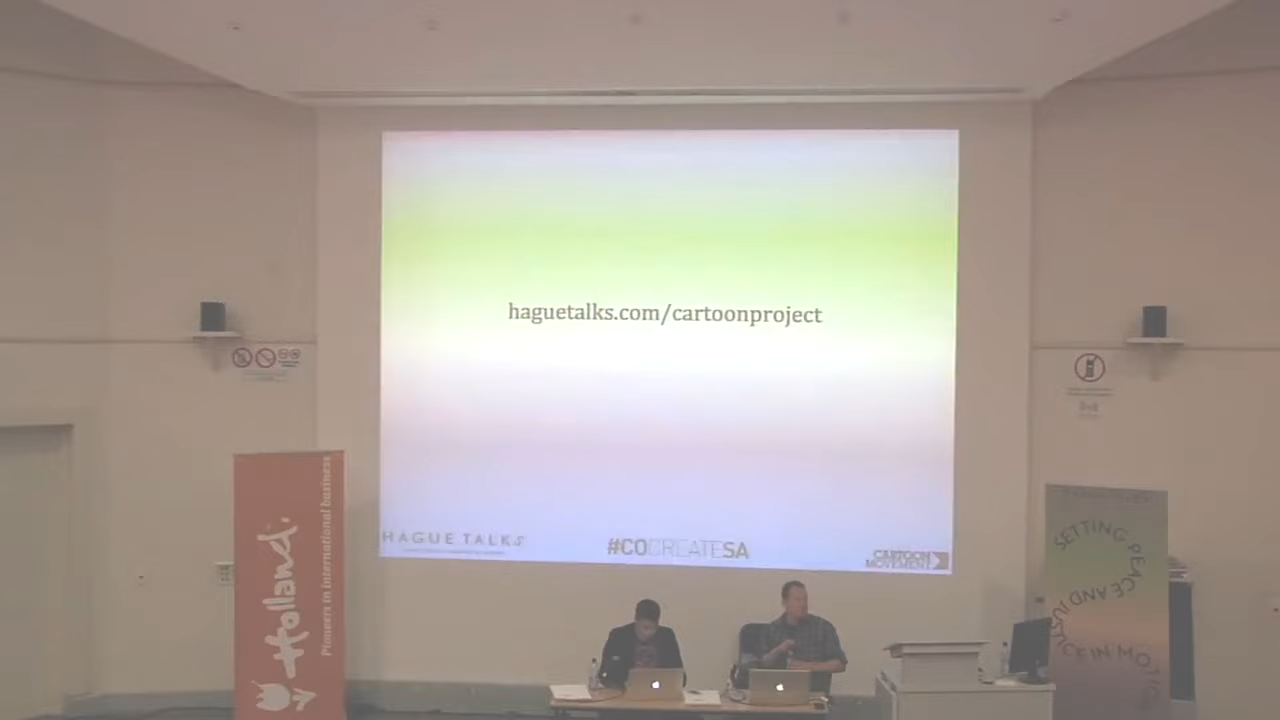 haguetalks.com/cartoonproject
HAGUE TALKS
#COCREATESA
CARTOON
MOVEMENT
Holland
Pioneers in international business
SETTING PEACE AND JUSTICE IN MOTION